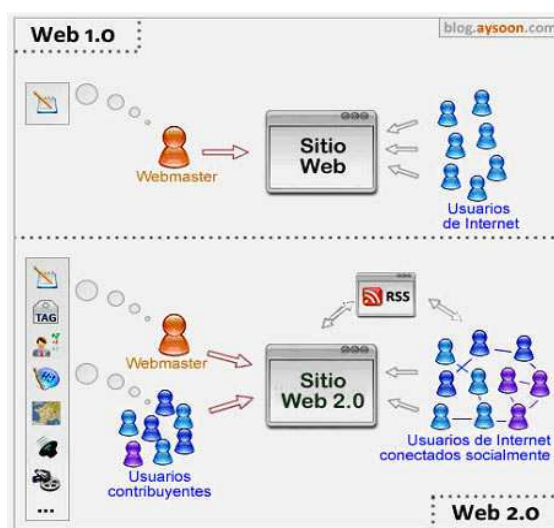 Web 1.0
blog.aysoon.com
Sitio
Web
Webmaster
Usuarios
de Internet
RSS
TAG
Webmaster
Sitio
Web 2.0
Usuarios
contribuyentes
Usuarios de Internet
conectados socialmente
...
Web 2.0